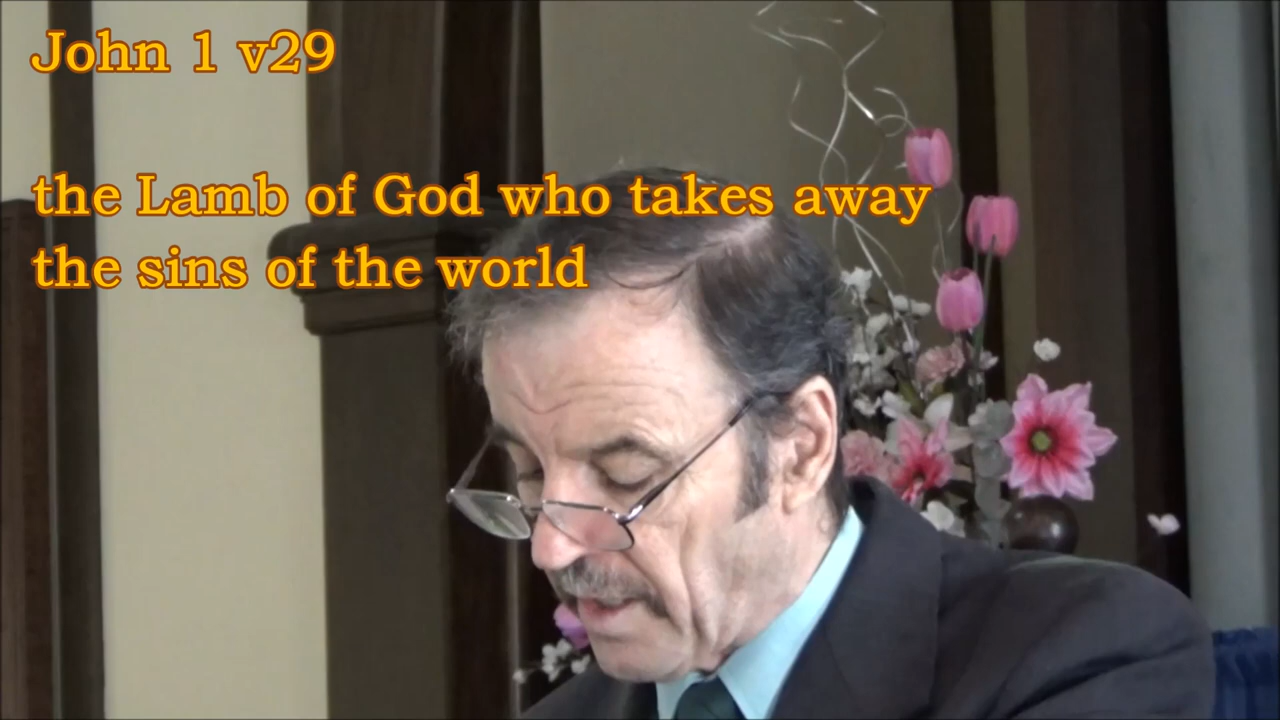 John 1 v29
the Lamb of God who takes away
the sins of the world